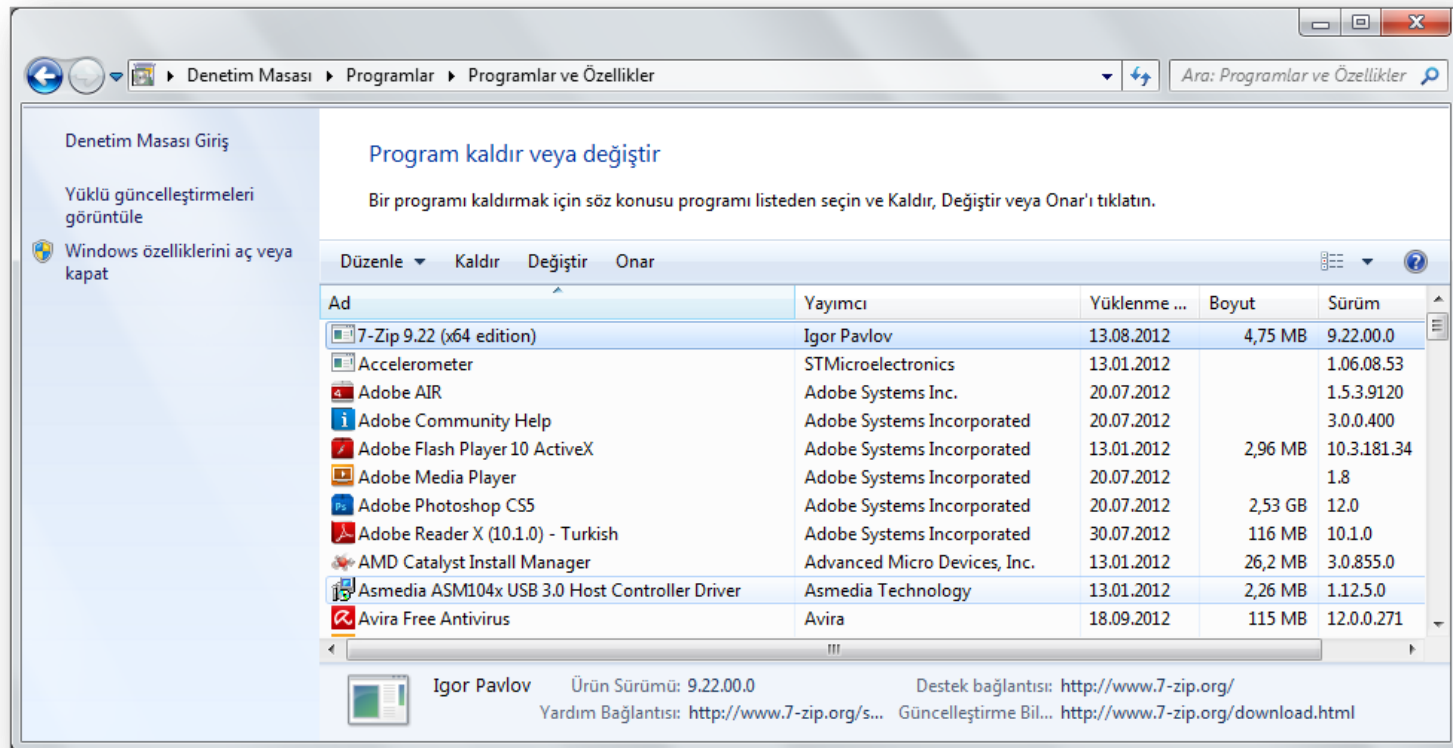 Denetim Masası ▸ Programlar ▸ Programlar ve Özellikler
Ara: Programlar ve Özellikler
Denetim Masası Giriş
Yüklü güncelleştirmeleri
görüntüle
Windows özelliklerini aç veya
kapat
Program kaldır veya değiştir
Bir programı kaldırmak için söz konusu programı listeden seçin ve Kaldır, Değiştir veya Onar'ı tıklatın.
Düzenle Kaldır Değiştir Onar
Ad Yayımcı Yüklenme ... Boyut Sürüm
7-Zip 9.22 (x64 edition) Igor Pavlov 13.08.2012 4,75 MB 9.22.00.0
Accelerometer STMicroelectronics 13.01.2012 1.06.08.53
Adobe AIR Adobe Systems Inc. 20.07.2012 1.5.3.9120
Adobe Community Help Adobe Systems Incorporated 20.07.2012 3.0.0.400
Adobe Flash Player 10 ActiveX Adobe Systems Incorporated 13.01.2012 2,96 MB 10.3.181.34
Adobe Media Player Adobe Systems Incorporated 20.07.2012 1.8
Adobe Photoshop CS5 Adobe Systems Incorporated 20.07.2012 2,53 GB 12.0
Adobe Reader X (10.1.0) - Turkish Adobe Systems Incorporated 30.07.2012 116 MB 10.1.0
AMD Catalyst Install Manager Advanced Micro Devices, Inc. 13.01.2012 26,2 MB 3.0.855.0
Asmedia ASM104x USB 3.0 Host Controller Driver Asmedia Technology 13.01.2012 2,26 MB 1.12.5.0
Avira Free Antivirus Avira 18.09.2012 115 MB 12.0.0.271
Igor Pavlov Ürün Sürümü: 9.22.00.0 Destek bağlantısı: http://www.7-zip.org/
Yardım Bağlantısı: http://www.7-zip.org/s... Güncelleştirme Bil... http://www.7-zip.org/download.html